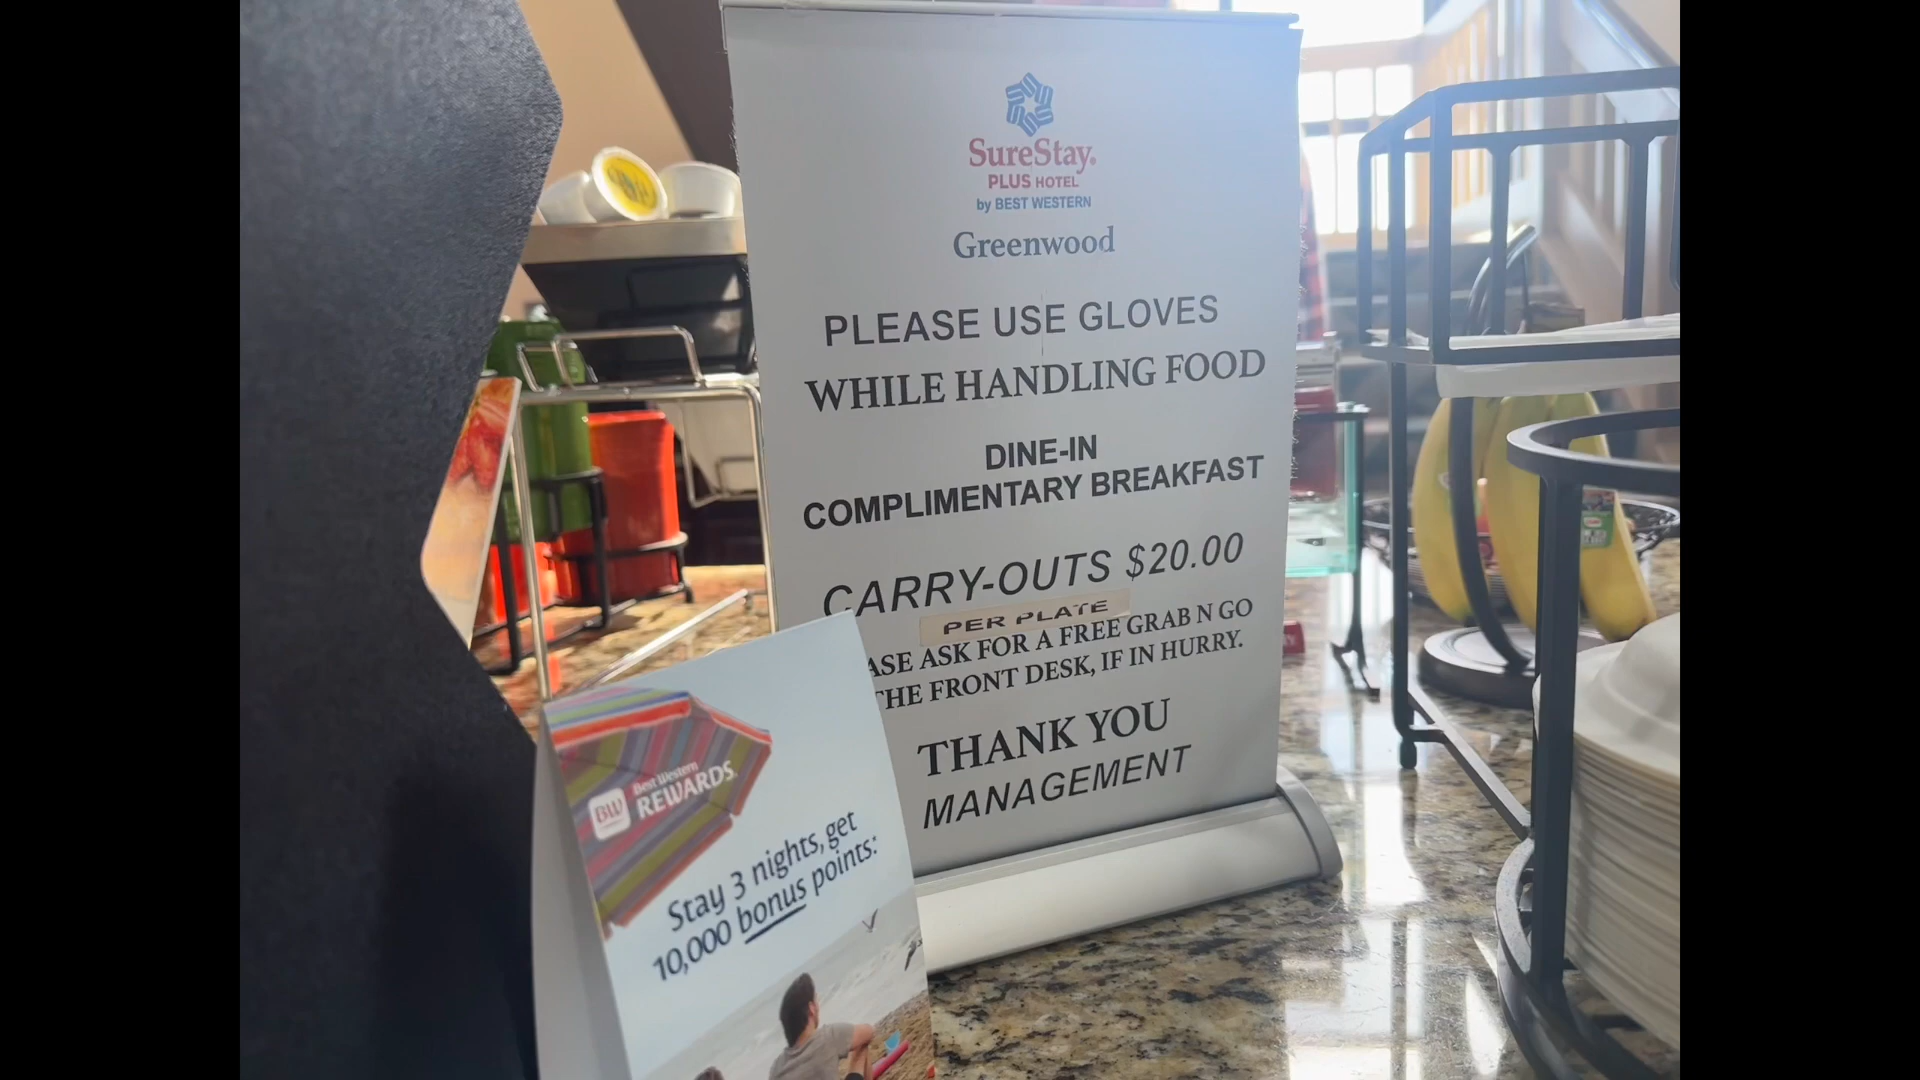 SureStay.
PLUS HOTEL
by BEST WESTERN
Greenwood
PLEASE USE GLOVES
WHILE HANDLING FOOD
DINE-IN
COMPLIMENTARY BREAKFAST
CARRY-OUTS $20.00
PER PLATE
ASE ASK FOR A FREE GRAB N GO
THE FRONT DESK, IF IN HURRY.
THANK YOU
MANAGEMENT
BW
Best Western
REWARDS.
Stay 3 nights, get
10,000 bonus points: